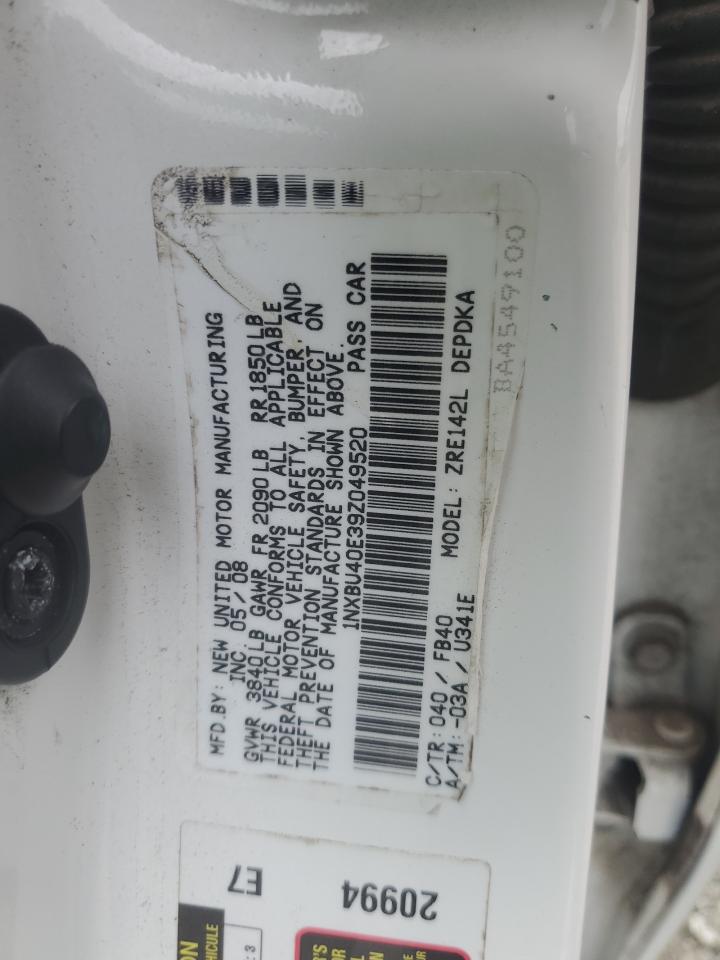 MFD.BY: NEW UNITED MOTOR MANUFACTURING
INC 05/08
GVWR 3840LB GAWR FR 2090LB RR 1850LB
THIS VEHICLE CONFORMS TO ALL APPLICABLE
FEDERAL MOTOR VEHICLE SAFETY, BUMPER, AND
THEFT PREVENTION STANDARDS IN EFFECT ON
THE DATE OF MANUFACTURE SHOWN ABOVE.
1NXBU40E39Z049520 PASS CAR
C/TR: 040 / FB40 MODEL: ZRE142L DEPDKA
A/TM: -03A / U341E
BA4549100
E7
20994